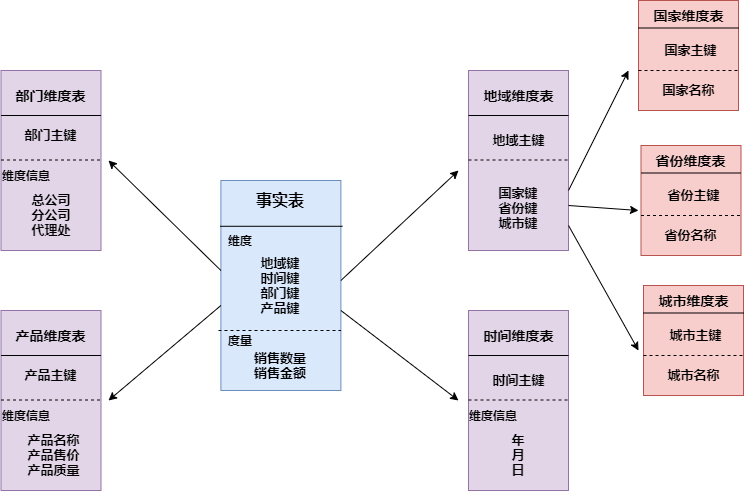 部门维度表
部门主键
维度信息
总公司
分公司
代理处
产品维度表
产品主键
维度信息
产品名称
产品售价
产品质量
事实表
维度
地域键
时间键
部门键
产品键
度量
销售数量
销售金额
地域维度表
地域主键
国家键
省份键
城市键
时间维度表
时间主键
维度信息
年
月
日
国家维度表
国家主键
国家名称
省份维度表
省份主键
省份名称
城市维度表
城市主键
城市名称